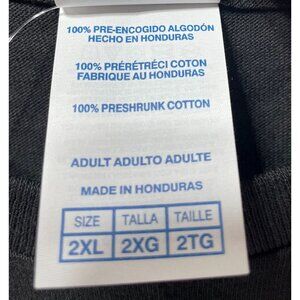 100% PRE-ENCOGIDO ALGODÓN
HECHO EN HONDURAS
100% PRÉRÉTRÉCI COTON
FABRIQUE AU HONDURAS
100% PRESHRUNK COTTON
ADULT ADULTO ADULTE
MADE IN HONDURAS
SIZE TALLA TAILLE
2XL 2XG 2TG